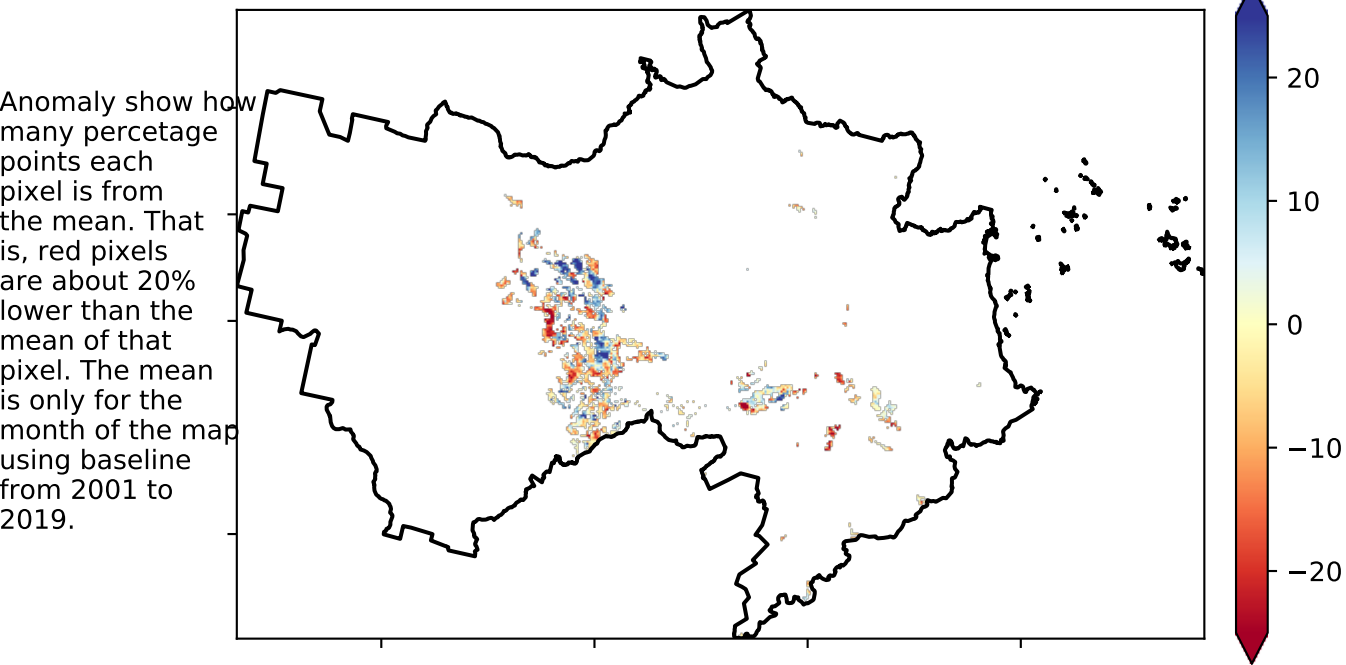 Anomaly show how
many percetage
points each
pixel is from
the mean. That
is, red pixels
are about 20%
lower than the
mean of that
pixel. The mean
is only for the
month of the map
using baseline
from 2001 to
2019.
20
10
0
−10
−20